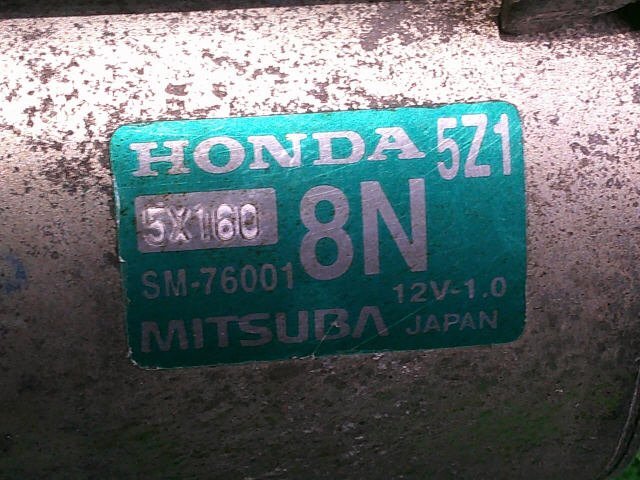 HONDA 5Z1
5X160 8N
SM-76001
12V-1.0
MITSUBA JAPAN